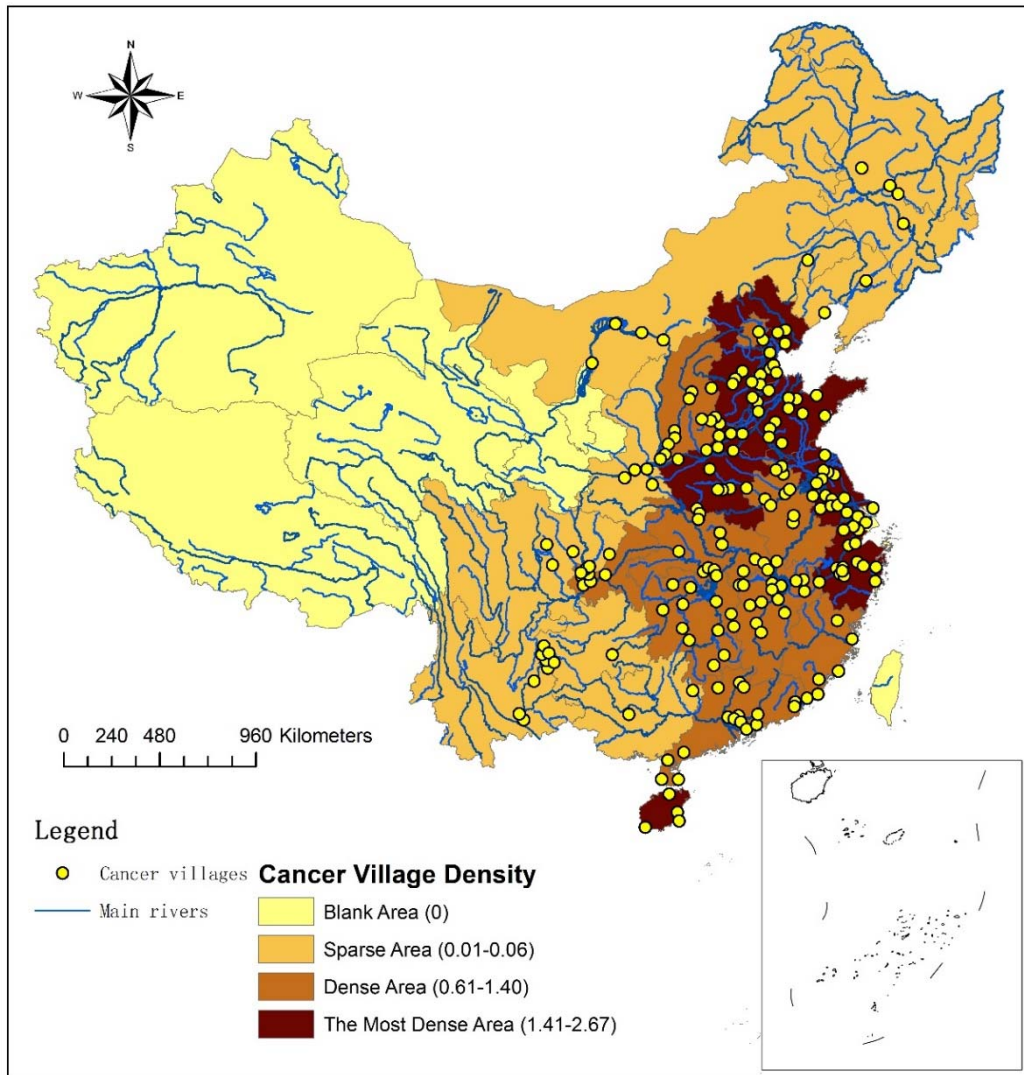 N
W E
S
0 240 480 960 Kilometers
Legend
Cancer villages
Main rivers
Cancer Village Density
Blank Area (0)
Sparse Area (0.01-0.06)
Dense Area (0.61-1.40)
The Most Dense Area (1.41-2.67)